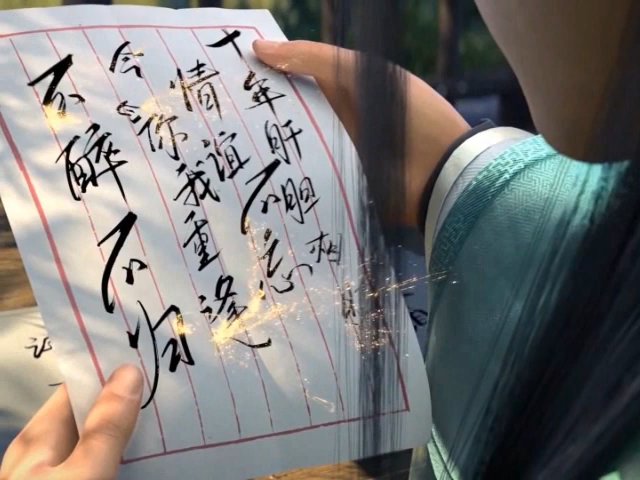 十年肝胆
情谊不忘
今你我重逢
不醉不归